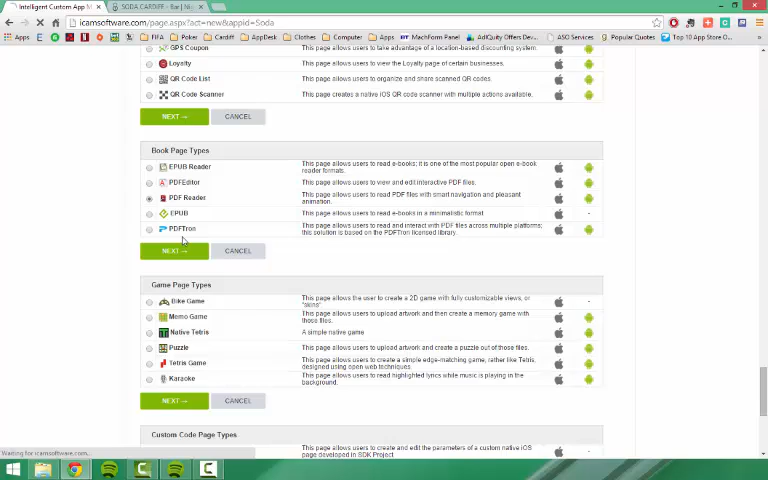 Intelligent Custom App M
SODA CARDIFF - Bar | Nig
icamsoftware.com/page.aspx?act=new&appid=Soda
Apps
FIFA
Poker
Cardiff
AppDesk
Clothes
Computer
Apps
MachForm Panel
AdiQuity Offers Dev
ASO Services
Popular Quotes
Top 10 App Store O
GPS Coupon This page allows users to take advantage of a location-based discounting system.
Loyalty This page allows users to view the Loyalty page of certain businesses.
QR Code List This page allows users to organize and share scanned QR codes.
QR Code Scanner This page creates a native iOS QR code scanner with multiple actions available.
NEXT → CANCEL
Book Page Types
EPUB Reader This page allows users to read e-books; it is one of the most popular open e-book
reader formats.
PDFEditor This page allows users to view and edit interactive PDF files.
PDF Reader This page allows users to read PDF files with smart navigation and pleasant
animation.
EPUB This page allows users to read e-books in a minimalistic format -
PDFTron This page allows users to read and interact with PDF files across multiple platforms;
this solution is based on the PDFTron licensed library.
NEXT → CANCEL
Game Page Types
Bike Game This page allows the user to create a 2D game with fully customizable views, or -
"skins"
Memo Game This page allows users to upload artwork and then create a memory game with
those files.
Native Tetris A simple native game
Puzzle This page allows users to upload artwork and create a puzzle out of those files.
Tetris Game This page allows users to create a simple edge-matching game, rather like Tetris,
designed using open web techniques
Karaoke This page allows users to read highlighted lyrics while music is playing in the
background.
NEXT → CANCEL
Custom Code Page Types
This page allows users to create and edit the parameters of a custom native iOS -
page developed in SDK Project
Waiting for icamsoftware.com...